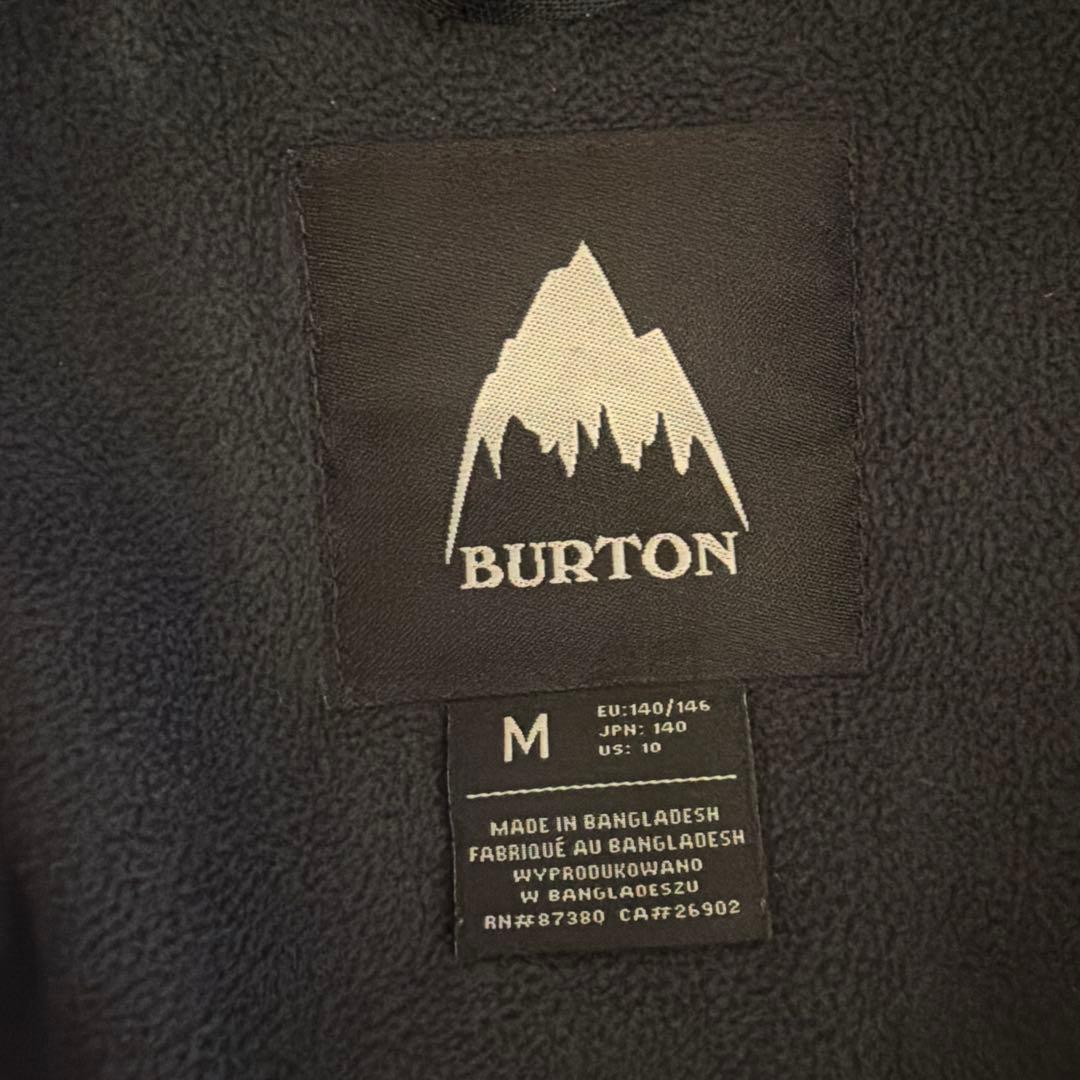 BURTON
M
EU:140/146
JPN: 140
US: 10
MADE IN BANGLADESH
FABRIQUÉ AU BANGLADESH
WYPRODUKOWANO
W BANGLADESZU
RN#87380 CA#26902